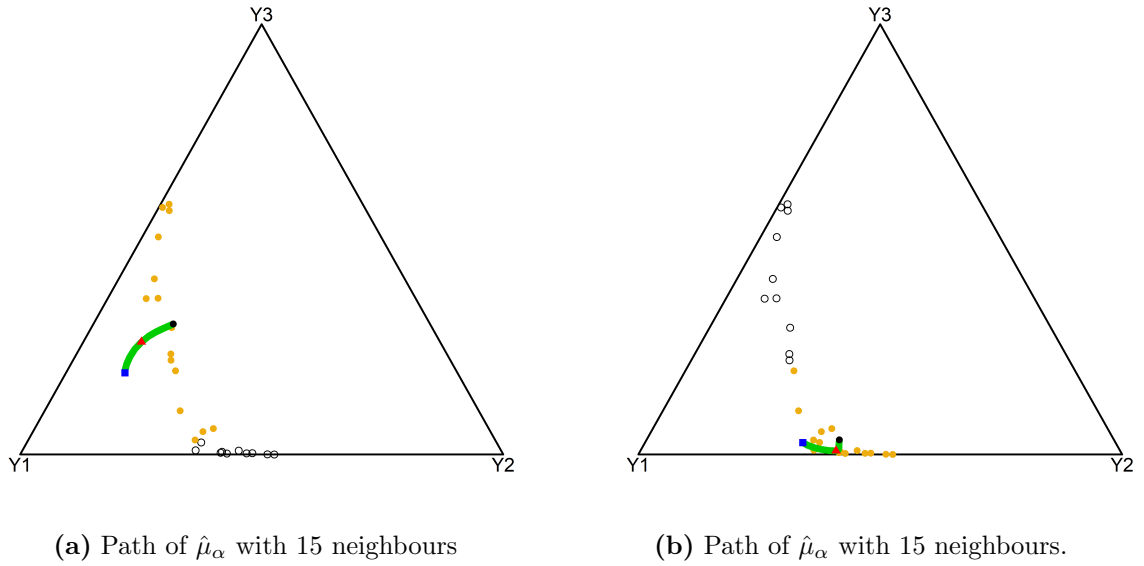 Y3
Y1
Y2
(a) Path of μ̂α with 15 neighbours
Y3
Y1
Y2
(b) Path of μ̂α with 15 neighbours.